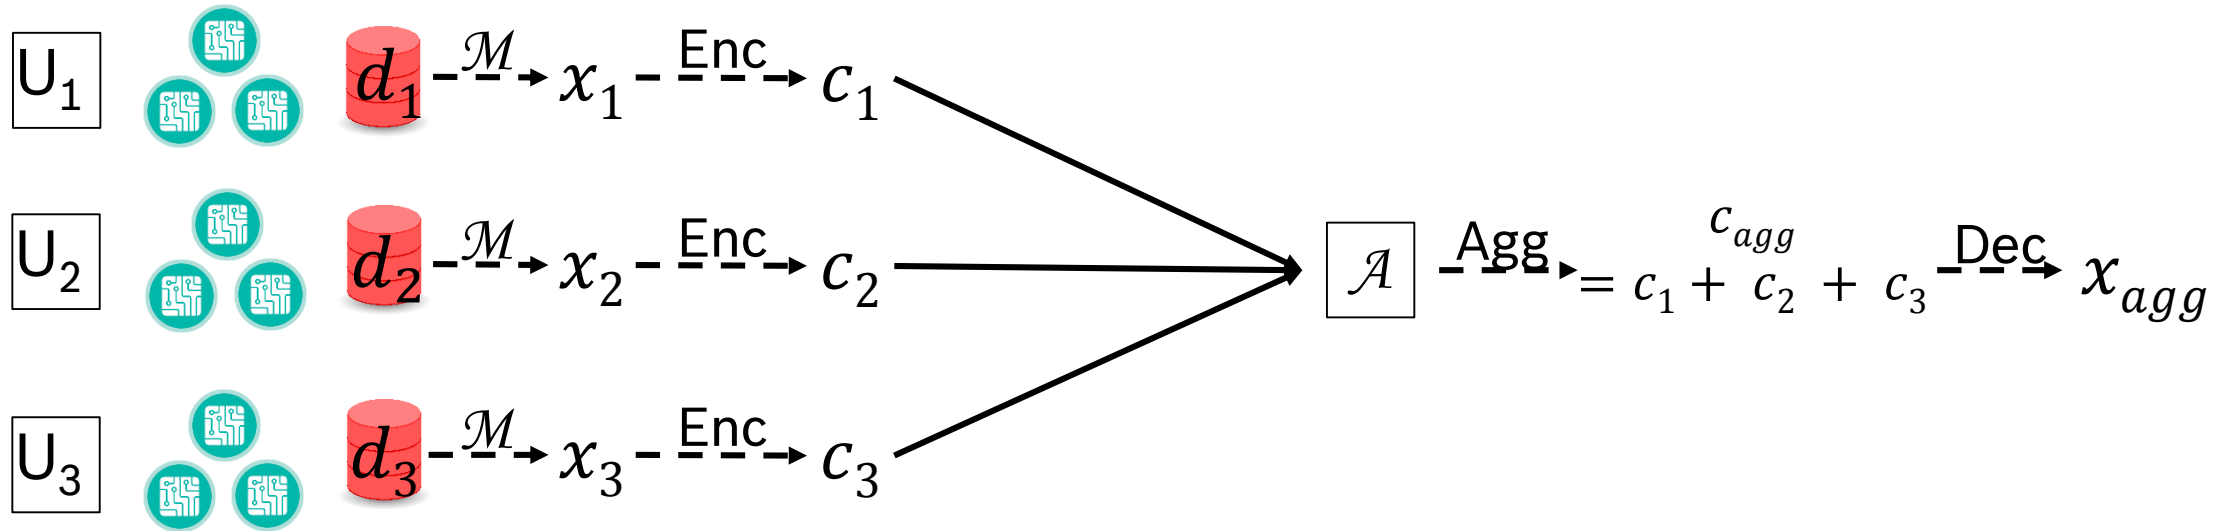 U₁ d₁ ℳ x₁ Enc c₁
U₂ d₂ ℳ x₂ Enc c₂
𝒜 Agg c_agg = c₁ + c₂ + c₃ Dec x_agg
U₃ d₃ ℳ x₃ Enc c₃